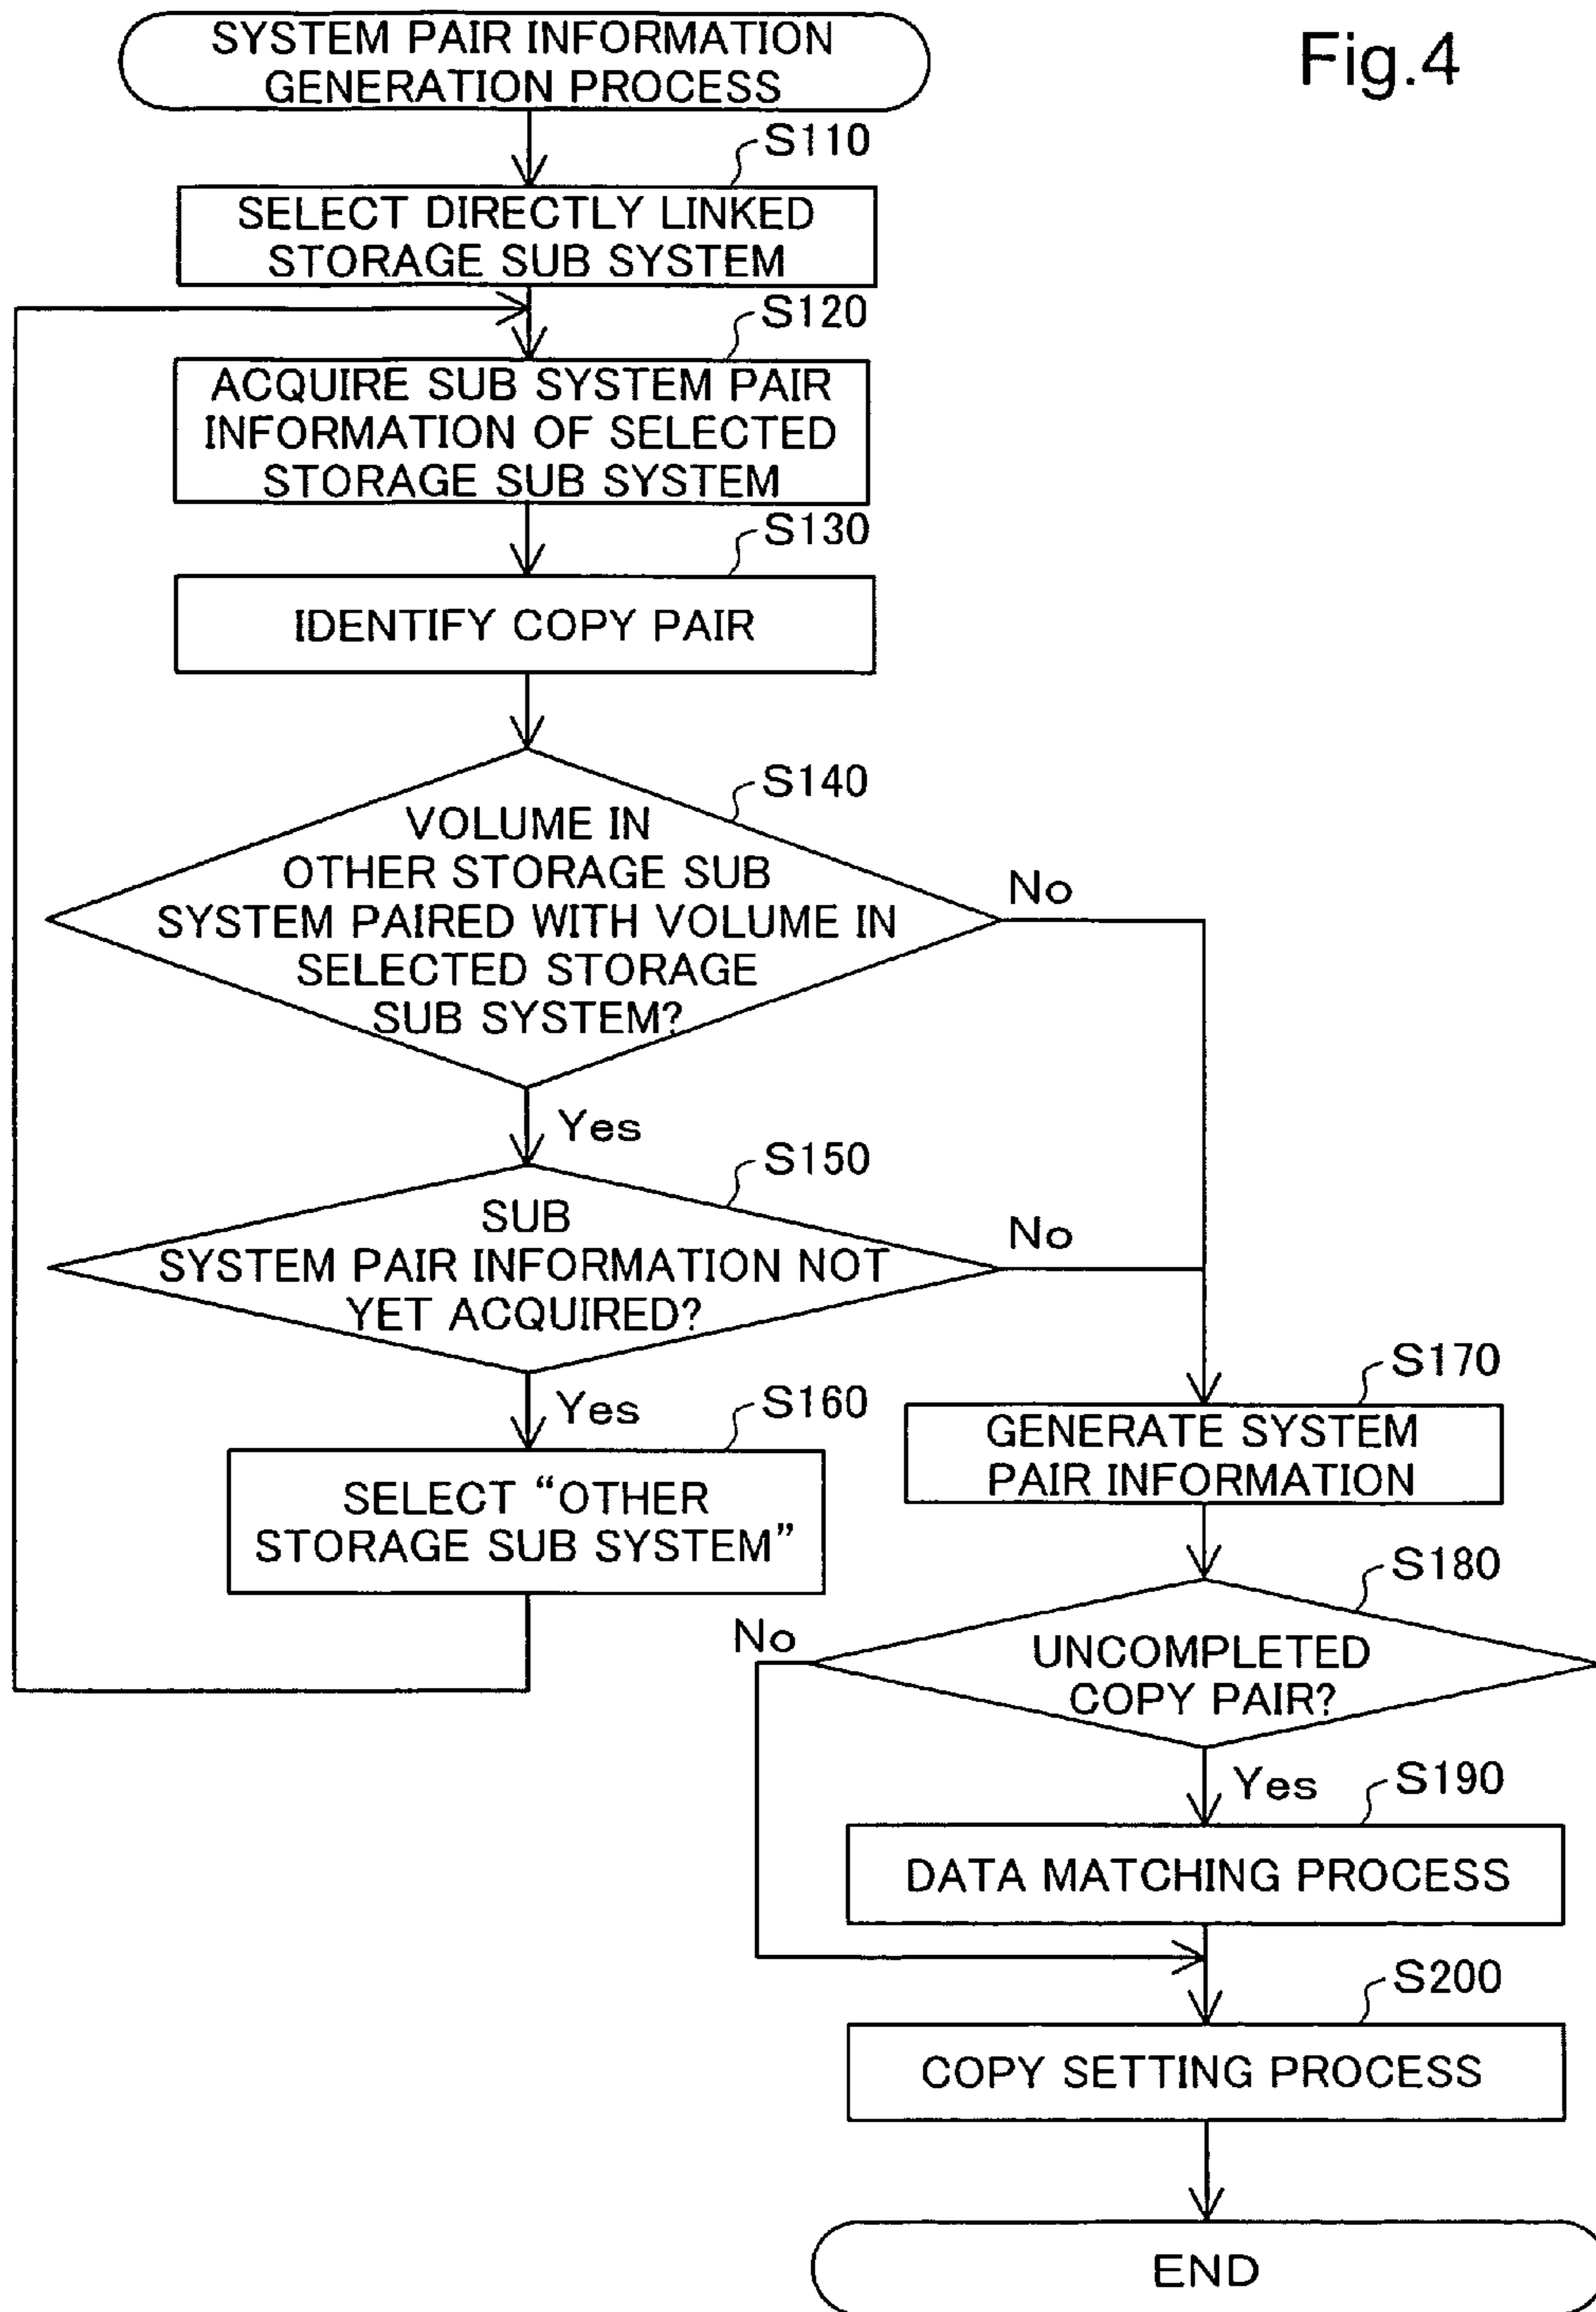 SYSTEM PAIR INFORMATION
GENERATION PROCESS
Fig.4
S110
SELECT DIRECTLY LINKED
STORAGE SUB SYSTEM
S120
ACQUIRE SUB SYSTEM PAIR
INFORMATION OF SELECTED
STORAGE SUB SYSTEM
S130
IDENTIFY COPY PAIR
S140
VOLUME IN
OTHER STORAGE SUB
SYSTEM PAIRED WITH VOLUME IN
SELECTED STORAGE
SUB SYSTEM?
No
Yes
S150
SUB
SYSTEM PAIR INFORMATION NOT
YET ACQUIRED?
No
Yes
S160
SELECT “OTHER
STORAGE SUB SYSTEM”
S170
GENERATE SYSTEM
PAIR INFORMATION
S180
UNCOMPLETED
COPY PAIR?
No
Yes
S190
DATA MATCHING PROCESS
S200
COPY SETTING PROCESS
END